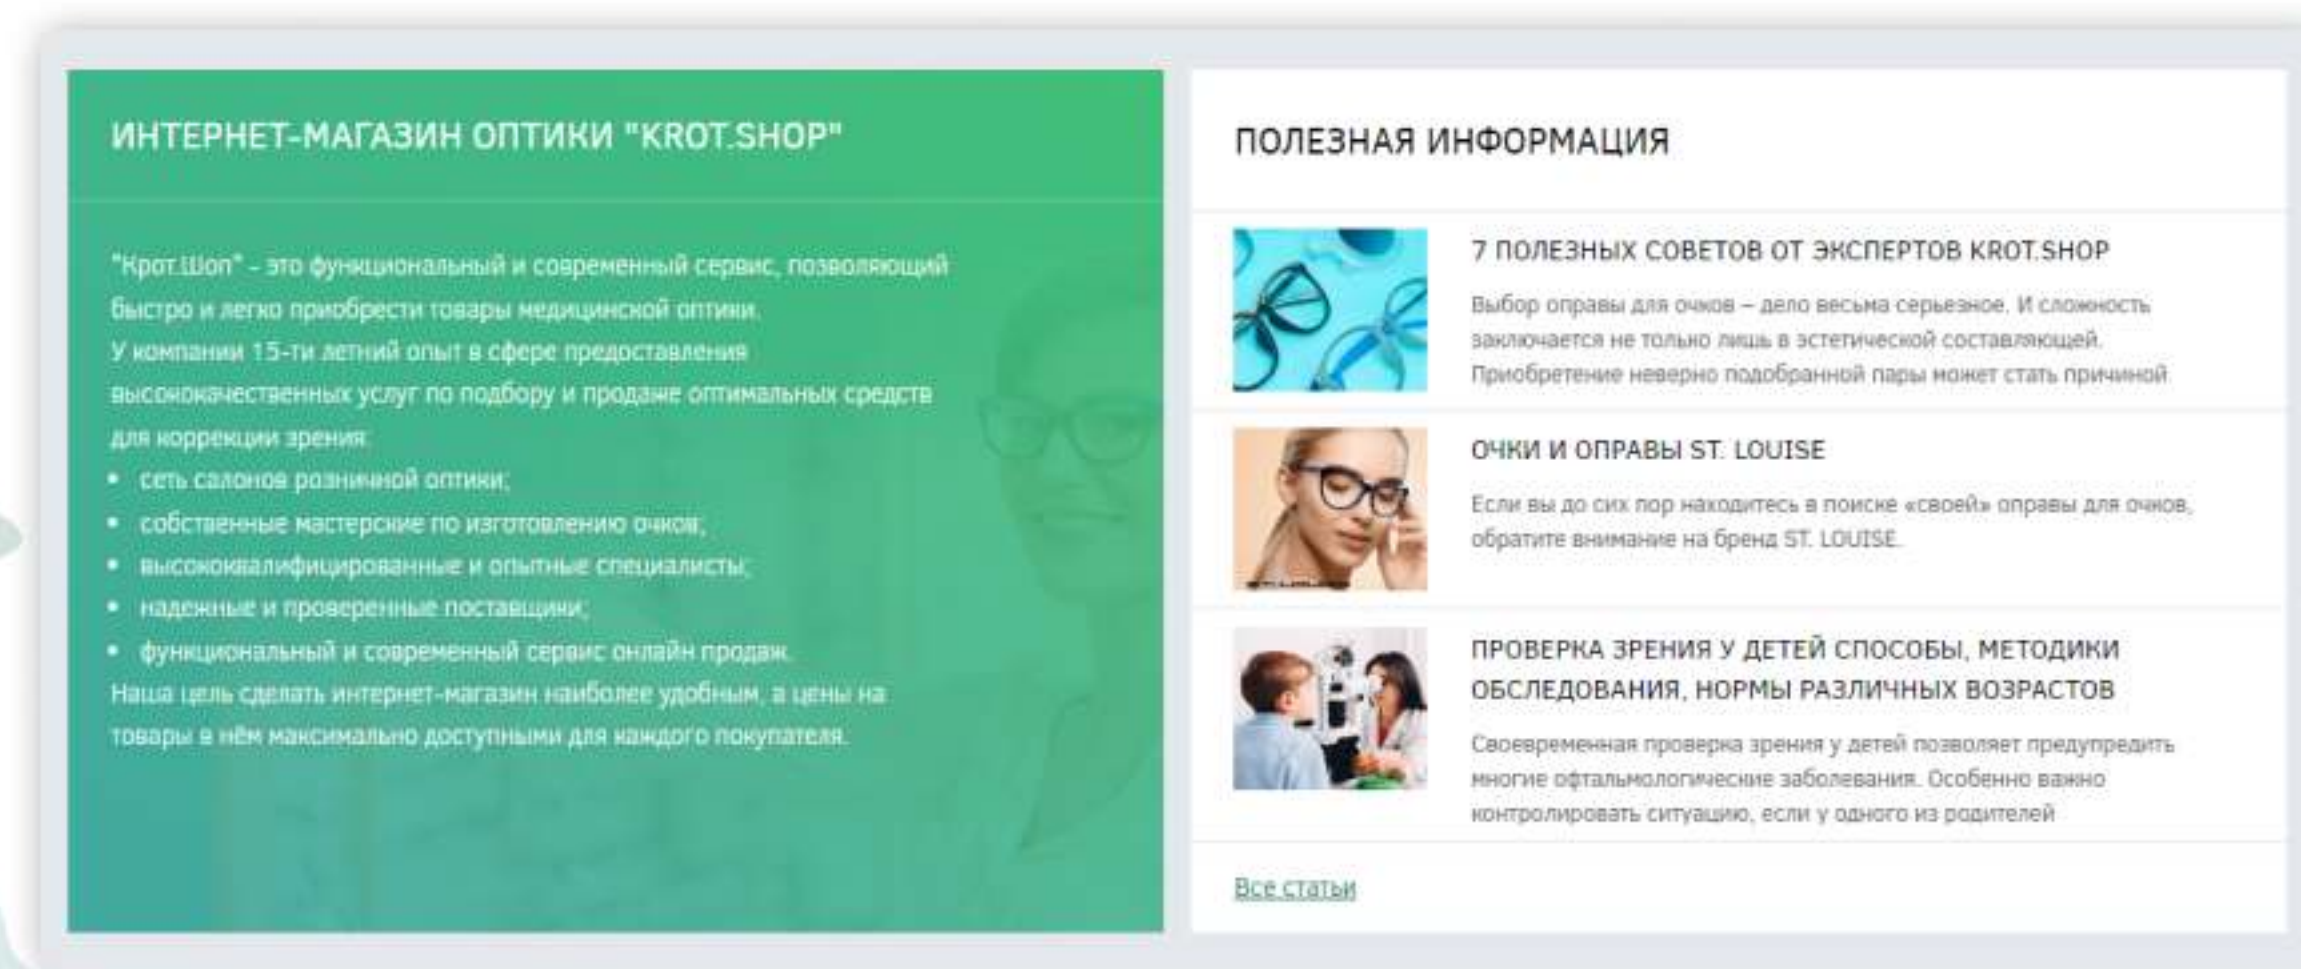 ИНТЕРНЕТ-МАГАЗИН ОПТИКИ "KROT.SHOP"
"Крот.Шоп" - это функциональный и современный сервис, позволяющий
быстро и легко приобрести товары медицинской оптики.
У компании 15-ти летний опыт в сфере предоставления
высококачественных услуг по подбору и продаже оптимальных средств
для коррекции зрения:
• сеть салонов розничной оптики;
• собственные мастерские по изготовлению очков;
• высококвалифицированные и опытные специалисты;
• надежные и проверенные поставщики;
• функциональный и современный сервис онлайн продаж.
Наша цель сделать интернет-магазин наиболее удобным, а цены на
товары в нём максимально доступными для каждого покупателя.
ПОЛЕЗНАЯ ИНФОРМАЦИЯ
7 ПОЛЕЗНЫХ СОВЕТОВ ОТ ЭКСПЕРТОВ KROT.SHOP
Выбор оправы для очков – дело весьма серьезное. И сложность
заключается не только лишь в эстетической составляющей.
Приобретение неверно подобранной пары может стать причиной
ОЧКИ И ОПРАВЫ ST. LOUISE
Если вы до сих пор находитесь в поиске «своей» оправы для очков,
обратите внимание на бренд ST. LOUISE.
ПРОВЕРКА ЗРЕНИЯ У ДЕТЕЙ СПОСОБЫ, МЕТОДИКИ
ОБСЛЕДОВАНИЯ, НОРМЫ РАЗЛИЧНЫХ ВОЗРАСТОВ
Своевременная проверка зрения у детей позволяет предупредить
многие офтальмологические заболевания. Особенно важно
контролировать ситуацию, если у одного из родителей
Все статьи